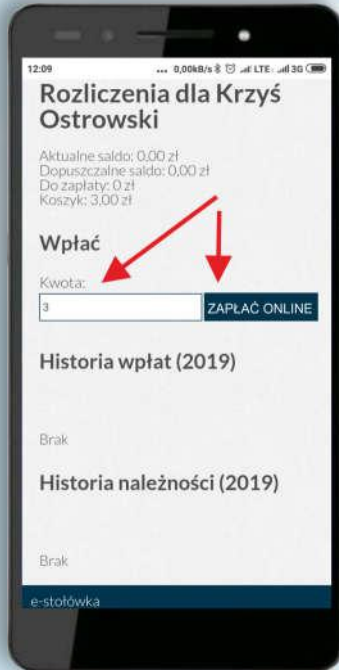 12:09 ... 0,00kB/s LTE 3G
Rozliczenia dla Krzyś
Ostrowski
Aktualne saldo: 0,00 zł
Dopuszczalne saldo: 0,00 zł
Do zapłaty: 0 zł
Koszyk: 3,00 zł
Wpłać
Kwota:
3 ZAPŁAĆ ONLINE
Historia wpłat (2019)
Brak
Historia należności (2019)
Brak
e-stołówka